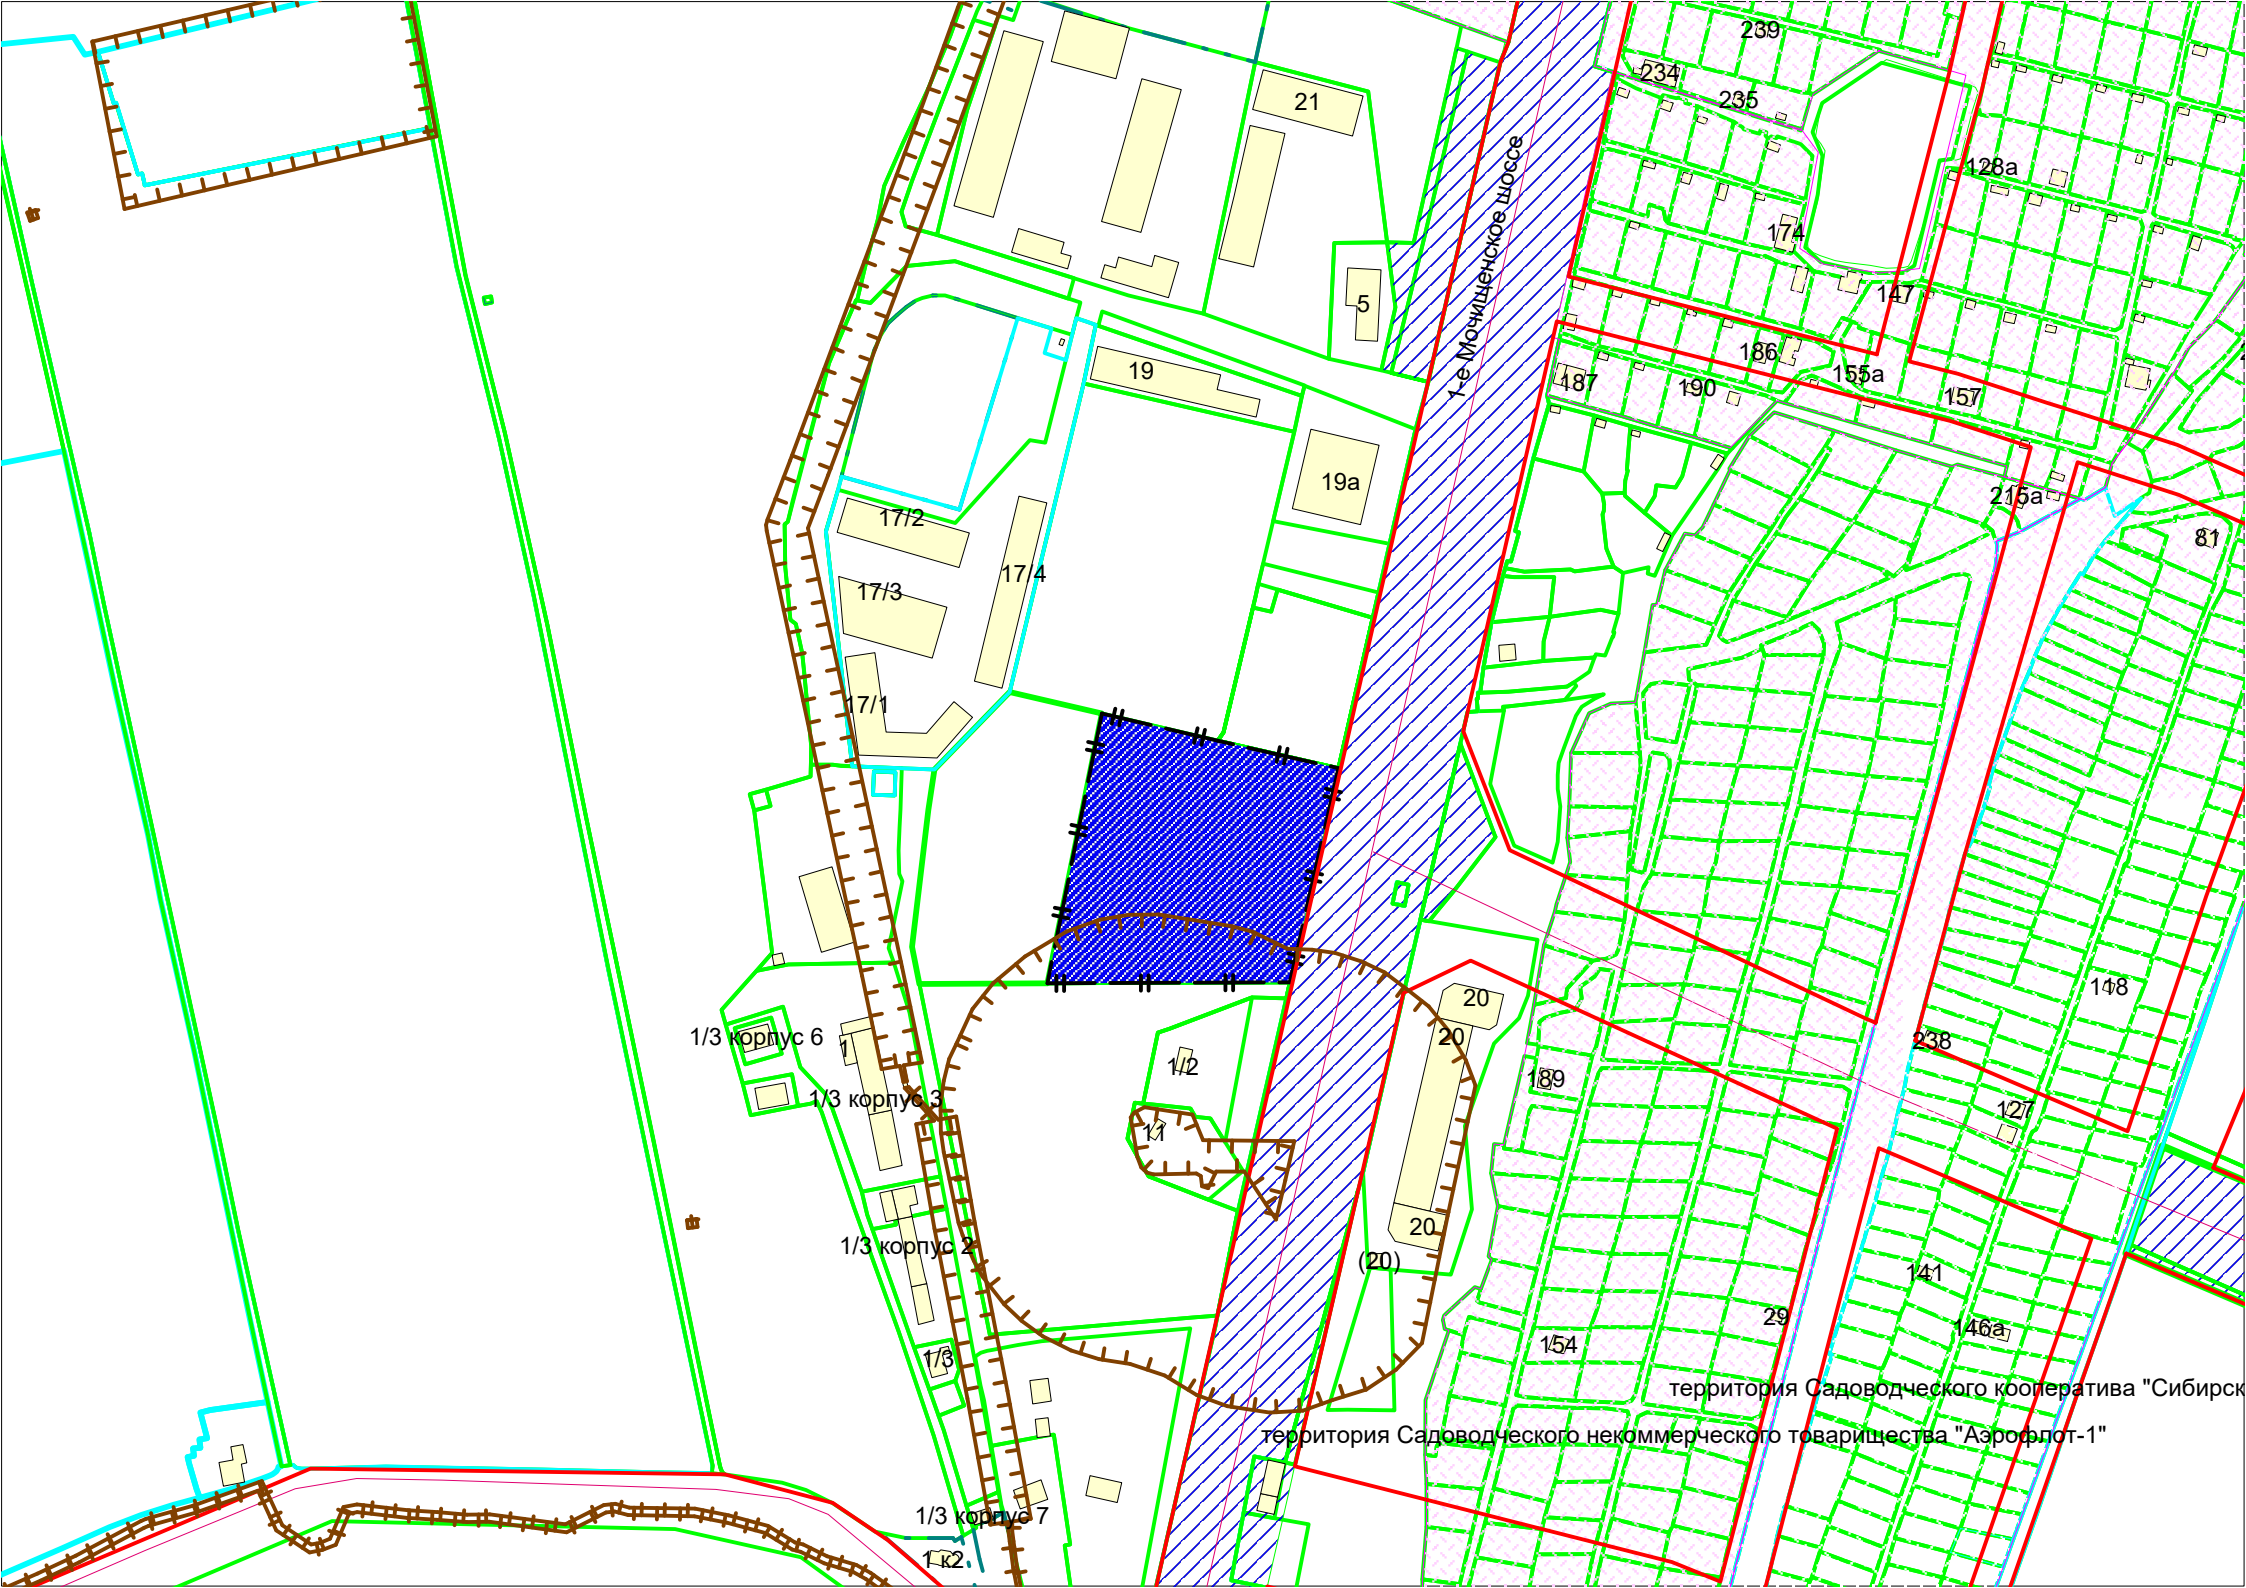 239
234
21
235
128а
174
1-е Мочищенское шоссе
147
5
186
19
155а
187
190
157
19а
215а
17/2
81
17/4
17/3
17/1
118
20
1/3 корпус 6
20
238
1
1/2
189
1/3 корпус 3
127
11
20
1/3 корпус 2
(20)
141
29
146а
154
1/3
территория Садоводческого кооператива "Сибирск
территория Садоводческого некоммерческого товарищества "Аэрофлот-1"
1/3 корпус 7
1 к2